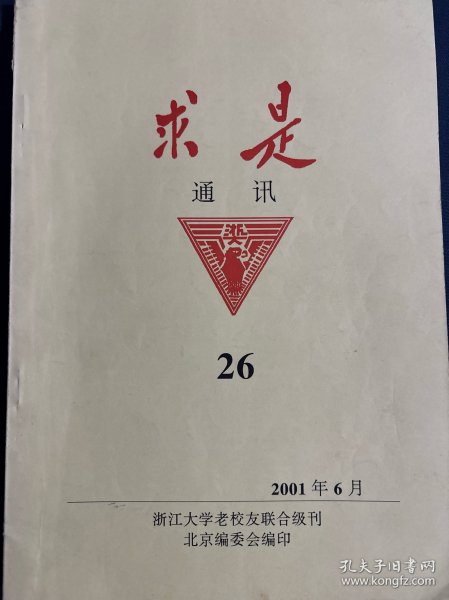 求是
通讯
浙大
26
2001年6月
浙江大学老校友联合级刊
北京编委会编印
孔夫子旧书网
www.kongfz.com